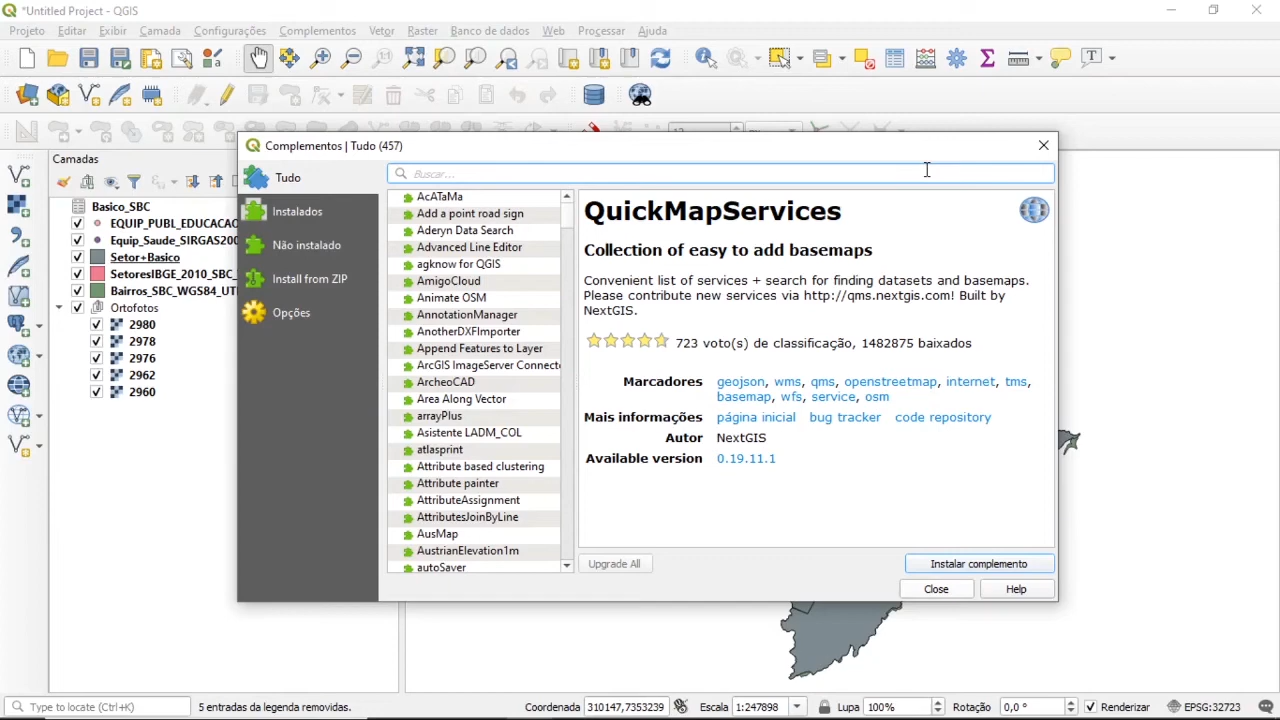 *Untitled Project - QGIS
Projeto Editar Exibir Camada Configurações Complementos Vetor Raster Banco de dados Web Processar Ajuda
Camadas
Basico_SBC
EQUIP_PUBL_EDUCACAO
Equip_Saude_SIRGAS200
Setor+Basico
SetoresIBGE_2010_SBC_
Bairros_SBC_WGS84_UT
Ortofotos
2980
2978
2976
2962
2960
Complementos | Tudo (457)
Tudo
Instalados
Não instalado
Install from ZIP
Opções
Buscar...
AcATaMa
Add a point road sign
Aderyn Data Search
Advanced Line Editor
agknow for QGIS
AmigoCloud
Animate OSM
AnnotationManager
AnotherDXFImporter
Append Features to Layer
ArcGIS ImageServer Connecto
ArcheoCAD
Area Along Vector
arrayPlus
Asistente LADM_COL
atlasprint
Attribute based clustering
Attribute painter
AttributeAssignment
AttributesJoinByLine
AusMap
AustrianElevation1m
autoSaver
QuickMapServices
Collection of easy to add basemaps
Convenient list of services + search for finding datasets and basemaps.
Please contribute new services via http://qms.nextgis.com! Built by
NextGIS.
723 voto(s) de classificação, 1482875 baixados
Marcadores geojson, wms, qms, openstreetmap, internet, tms,
basemap, wfs, service, osm
Mais informações página inicial bug tracker code repository
Autor NextGIS
Available version 0.19.11.1
Upgrade All Instalar complemento
Close Help
Type to locate (Ctrl+K) 5 entradas da legenda removidas. Coordenada 310147,7353239 Escala 1:247898 Lupa 100% Rotação 0,0 ° Renderizar EPSG:32723